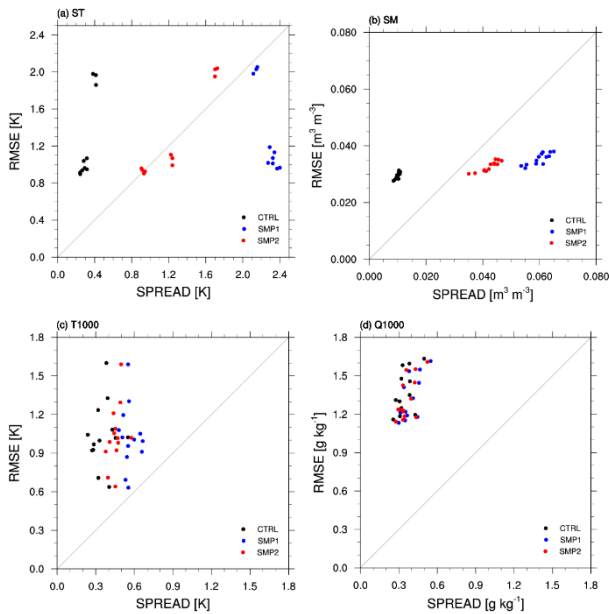 (a) ST
2.4
2.0
1.6
1.2
0.8
0.4
0.0
RMSE [K]
0.0 0.4 0.8 1.2 1.6 2.0 2.4
SPREAD [K]
CTRL
SMP1
SMP2
(b) SM
0.080
0.060
0.040
0.020
0.000
RMSE [m³ m⁻³]
0.000 0.020 0.040 0.060 0.080
SPREAD [m³ m⁻³]
CTRL
SMP1
SMP2
(c) T1000
1.8
1.5
1.2
0.9
0.6
0.3
0.0
RMSE [K]
0.0 0.3 0.6 0.9 1.2 1.5 1.8
SPREAD [K]
CTRL
SMP1
SMP2
(d) Q1000
1.8
1.5
1.2
0.9
0.6
0.3
0.0
RMSE [g kg⁻¹]
0.0 0.3 0.6 0.9 1.2 1.5 1.8
SPREAD [g kg⁻¹]
CTRL
SMP1
SMP2